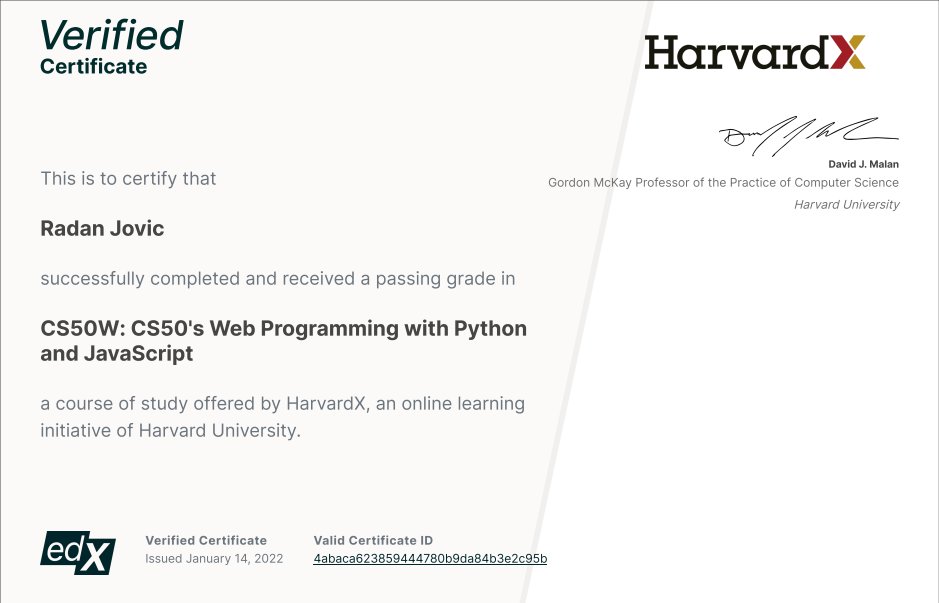 Verified
Certificate
HarvardX
David J. Malan
Gordon McKay Professor of the Practice of Computer Science
Harvard University
This is to certify that
Radan Jovic
successfully completed and received a passing grade in
CS50W: CS50's Web Programming with Python
and JavaScript
a course of study offered by HarvardX, an online learning
initiative of Harvard University.
edX
Verified Certificate
Issued January 14, 2022
Valid Certificate ID
4abaca623859444780b9da84b3e2c95b